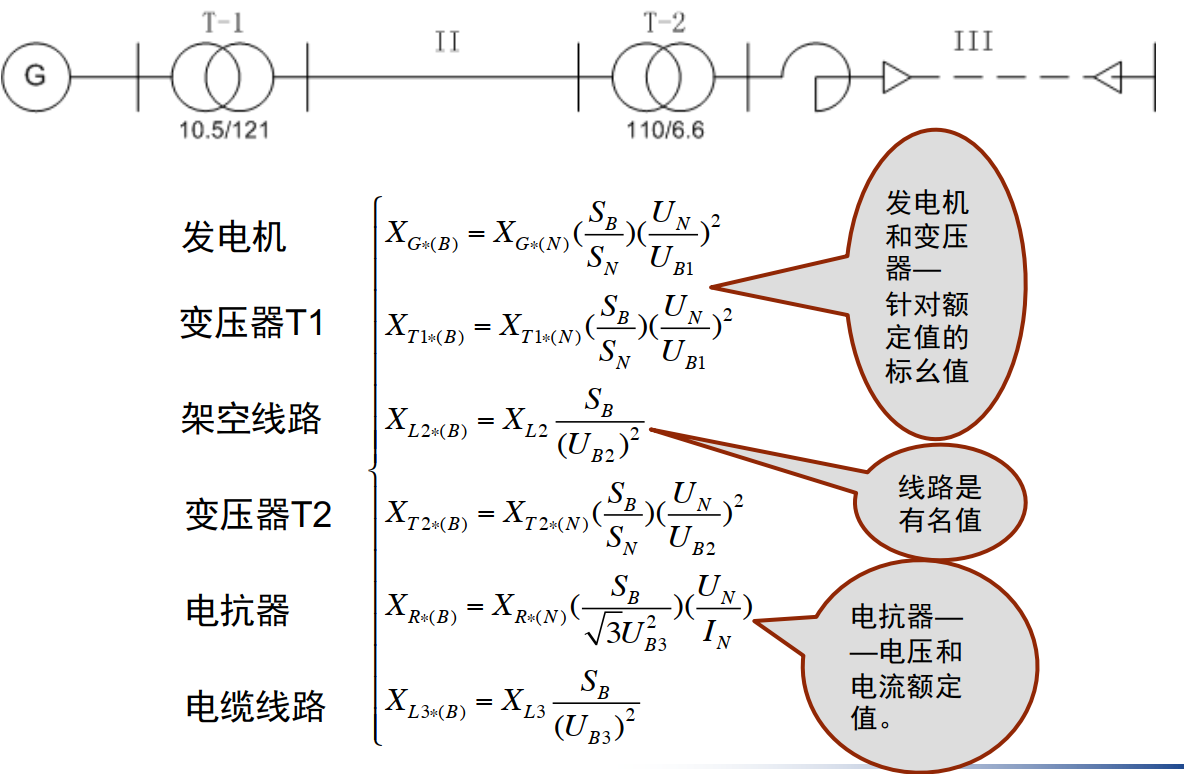 T-1
II
T-2
III
G
10.5/121
110/6.6
发电机
X_{G*(B)} = X_{G*(N)}(\frac{S_B}{S_N})(\frac{U_N}{U_{B1}})^2
变压器T1
X_{T1*(B)} = X_{T1*(N)}(\frac{S_B}{S_N})(\frac{U_N}{U_{B1}})^2
架空线路
X_{L2*(B)} = X_{L2}\frac{S_B}{(U_{B2})^2}
变压器T2
X_{T2*(B)} = X_{T2*(N)}(\frac{S_B}{S_N})(\frac{U_N}{U_{B2}})^2
电抗器
X_{R*(B)} = X_{R*(N)}(\frac{S_B}{\sqrt{3}U_{B3}^2})(\frac{U_N}{I_N})
电缆线路
X_{L3*(B)} = X_{L3}\frac{S_B}{(U_{B3})^2}
发电机
和变压
器—
针对额
定值的
标幺值
线路是
有名值
电抗器—
—电压和
电流额定
值。